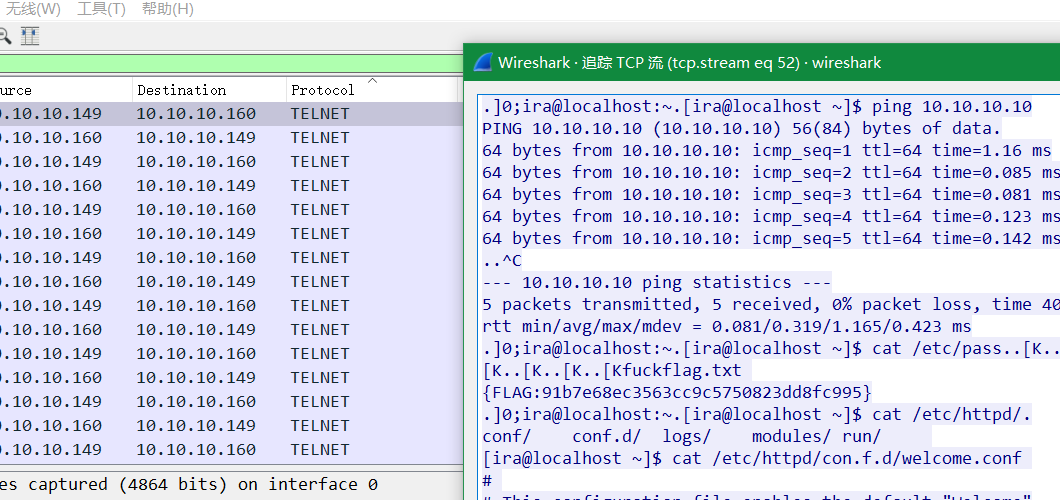 无线(W) 工具(T) 帮助(H)
urce Destination Protocol
0.10.10.149 10.10.10.160 TELNET
0.10.10.160 10.10.10.149 TELNET
0.10.10.149 10.10.10.160 TELNET
0.10.10.160 10.10.10.149 TELNET
0.10.10.149 10.10.10.160 TELNET
0.10.10.149 10.10.10.160 TELNET
0.10.10.160 10.10.10.149 TELNET
0.10.10.149 10.10.10.160 TELNET
0.10.10.160 10.10.10.149 TELNET
0.10.10.149 10.10.10.160 TELNET
0.10.10.149 10.10.10.160 TELNET
0.10.10.160 10.10.10.149 TELNET
0.10.10.160 10.10.10.149 TELNET
0.10.10.149 10.10.10.160 TELNET
0.10.10.149 10.10.10.160 TELNET
es captured (4864 bits) on interface 0
Wireshark · 追踪 TCP 流 (tcp.stream eq 52) · wireshark
.]0;ira@localhost:~.[ira@localhost ~]$ ping 10.10.10.10
PING 10.10.10.10 (10.10.10.10) 56(84) bytes of data.
64 bytes from 10.10.10.10: icmp_seq=1 ttl=64 time=1.16 ms
64 bytes from 10.10.10.10: icmp_seq=2 ttl=64 time=0.085 ms
64 bytes from 10.10.10.10: icmp_seq=3 ttl=64 time=0.081 ms
64 bytes from 10.10.10.10: icmp_seq=4 ttl=64 time=0.123 ms
64 bytes from 10.10.10.10: icmp_seq=5 ttl=64 time=0.142 ms
..^C
--- 10.10.10.10 ping statistics ---
5 packets transmitted, 5 received, 0% packet loss, time 40
rtt min/avg/max/mdev = 0.081/0.319/1.165/0.423 ms
.]0;ira@localhost:~.[ira@localhost ~]$ cat /etc/pass..[K..
[K..[K..[K..[Kfuckflag.txt
{FLAG:91b7e68ec3563cc9c5750823dd8fc995}
.]0;ira@localhost:~.[ira@localhost ~]$ cat /etc/httpd/.
conf/ conf.d/ logs/ modules/ run/
[ira@localhost ~]$ cat /etc/httpd/con.f.d/welcome.conf
#
# This configuration file enables the default "Welcome"